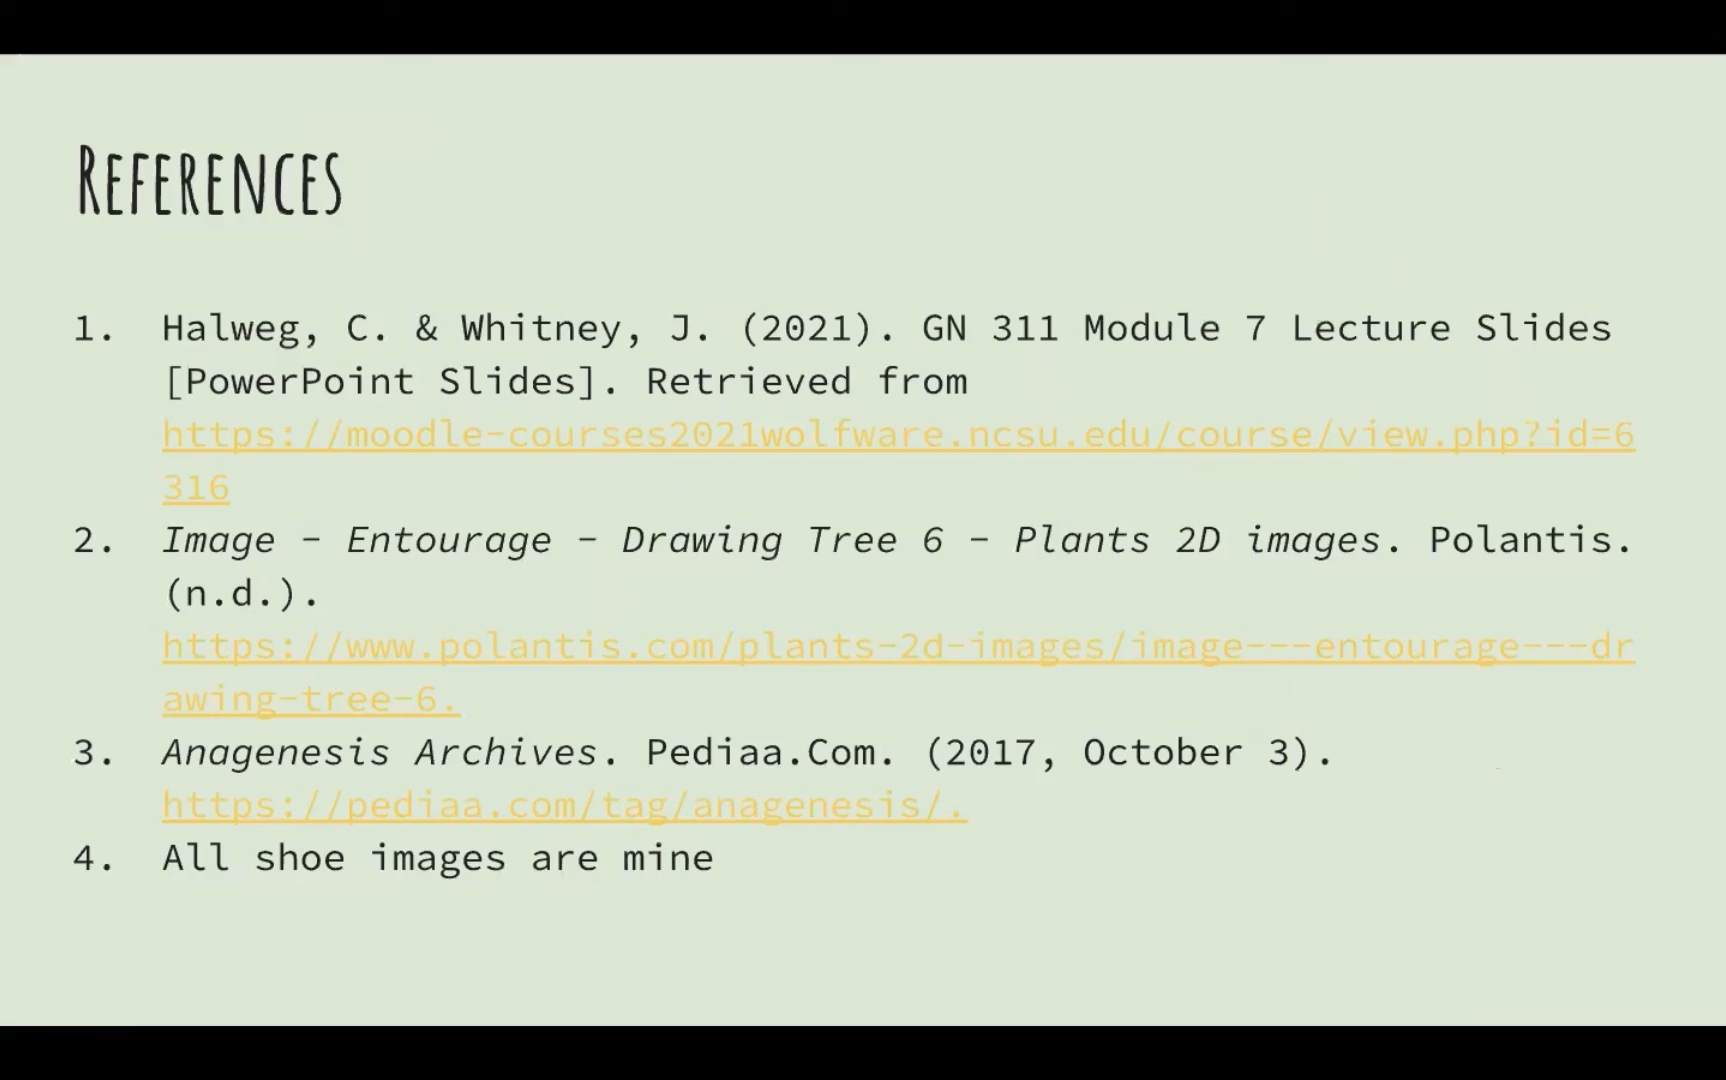 References
1. Halweg, C. & Whitney, J. (2021). GN 311 Module 7 Lecture Slides
[PowerPoint Slides]. Retrieved from
https://moodle-courses2021wolfware.ncsu.edu/course/view.php?id=6
316
2. Image - Entourage - Drawing Tree 6 - Plants 2D images. Polantis.
(n.d.).
https://www.polantis.com/plants-2d-images/image---entourage---dr
awing-tree-6.
3. Anagenesis Archives. Pediaa.Com. (2017, October 3).
https://pediaa.com/tag/anagenesis/.
4. All shoe images are mine